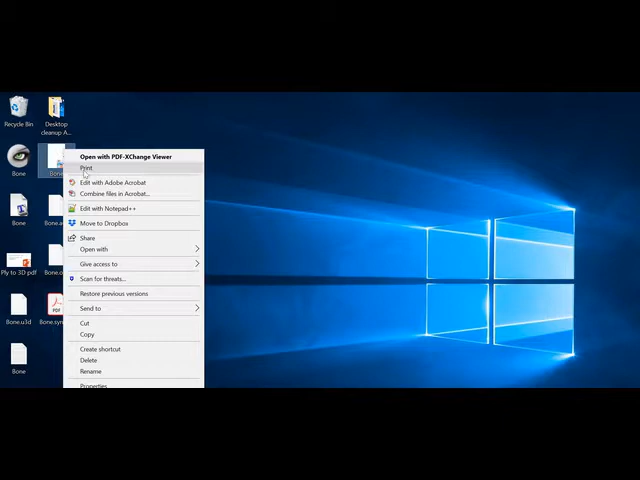 Recycle Bin
Desktop
cleanup A...
Bone
Bone
Bone
Bone.
Ply to 3D pdf
Bone.
Bone.u3d
Bone.syn
Bone
Open with PDF-XChange Viewer
Print
Edit with Adobe Acrobat
Combine files in Acrobat...
Edit with Notepad++
Move to Dropbox
Share
Open with
Give access to
Scan for threats...
Restore previous versions
Send to
Cut
Copy
Create shortcut
Delete
Rename
Properties